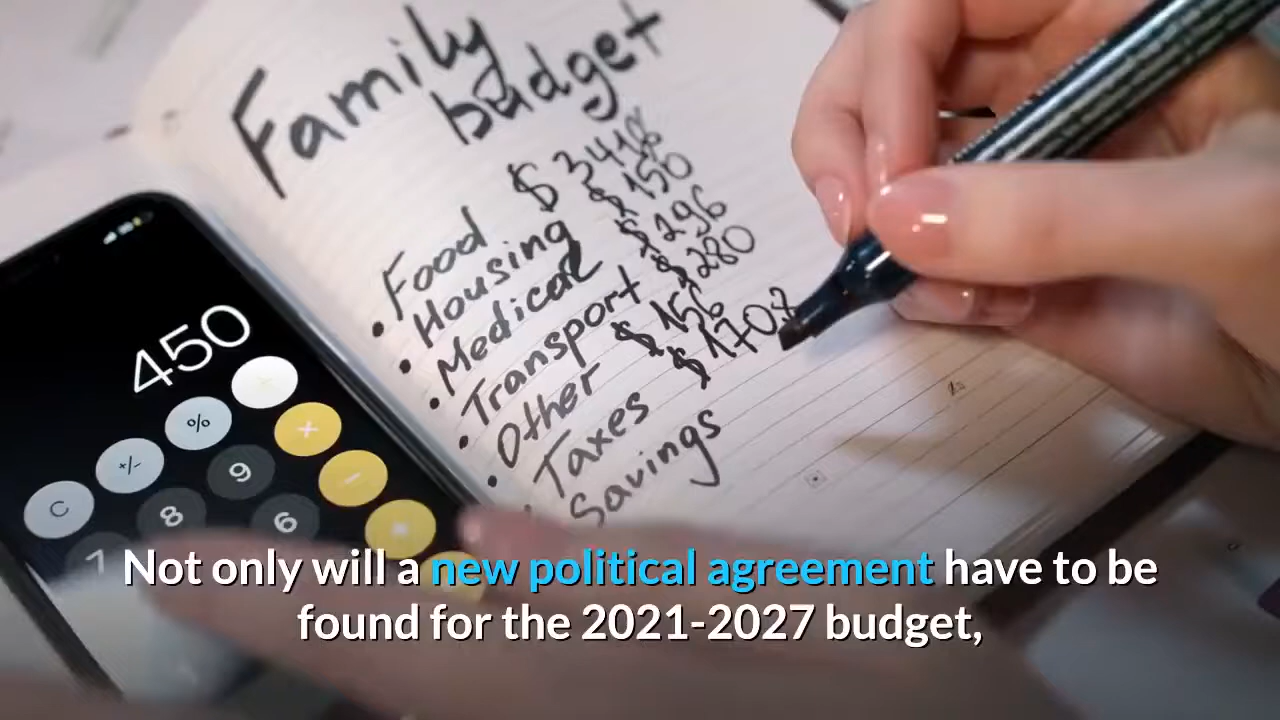 Family
budget
• Food $ 3418
• Housing $ 150
• Medical $ 296
• Transport $ 280
• Other $ 156
Taxes $ 1708
Savings
450
C +/- %
7 8 9 ×
6 −
Not only will a new political agreement have to be
found for the 2021-2027 budget,